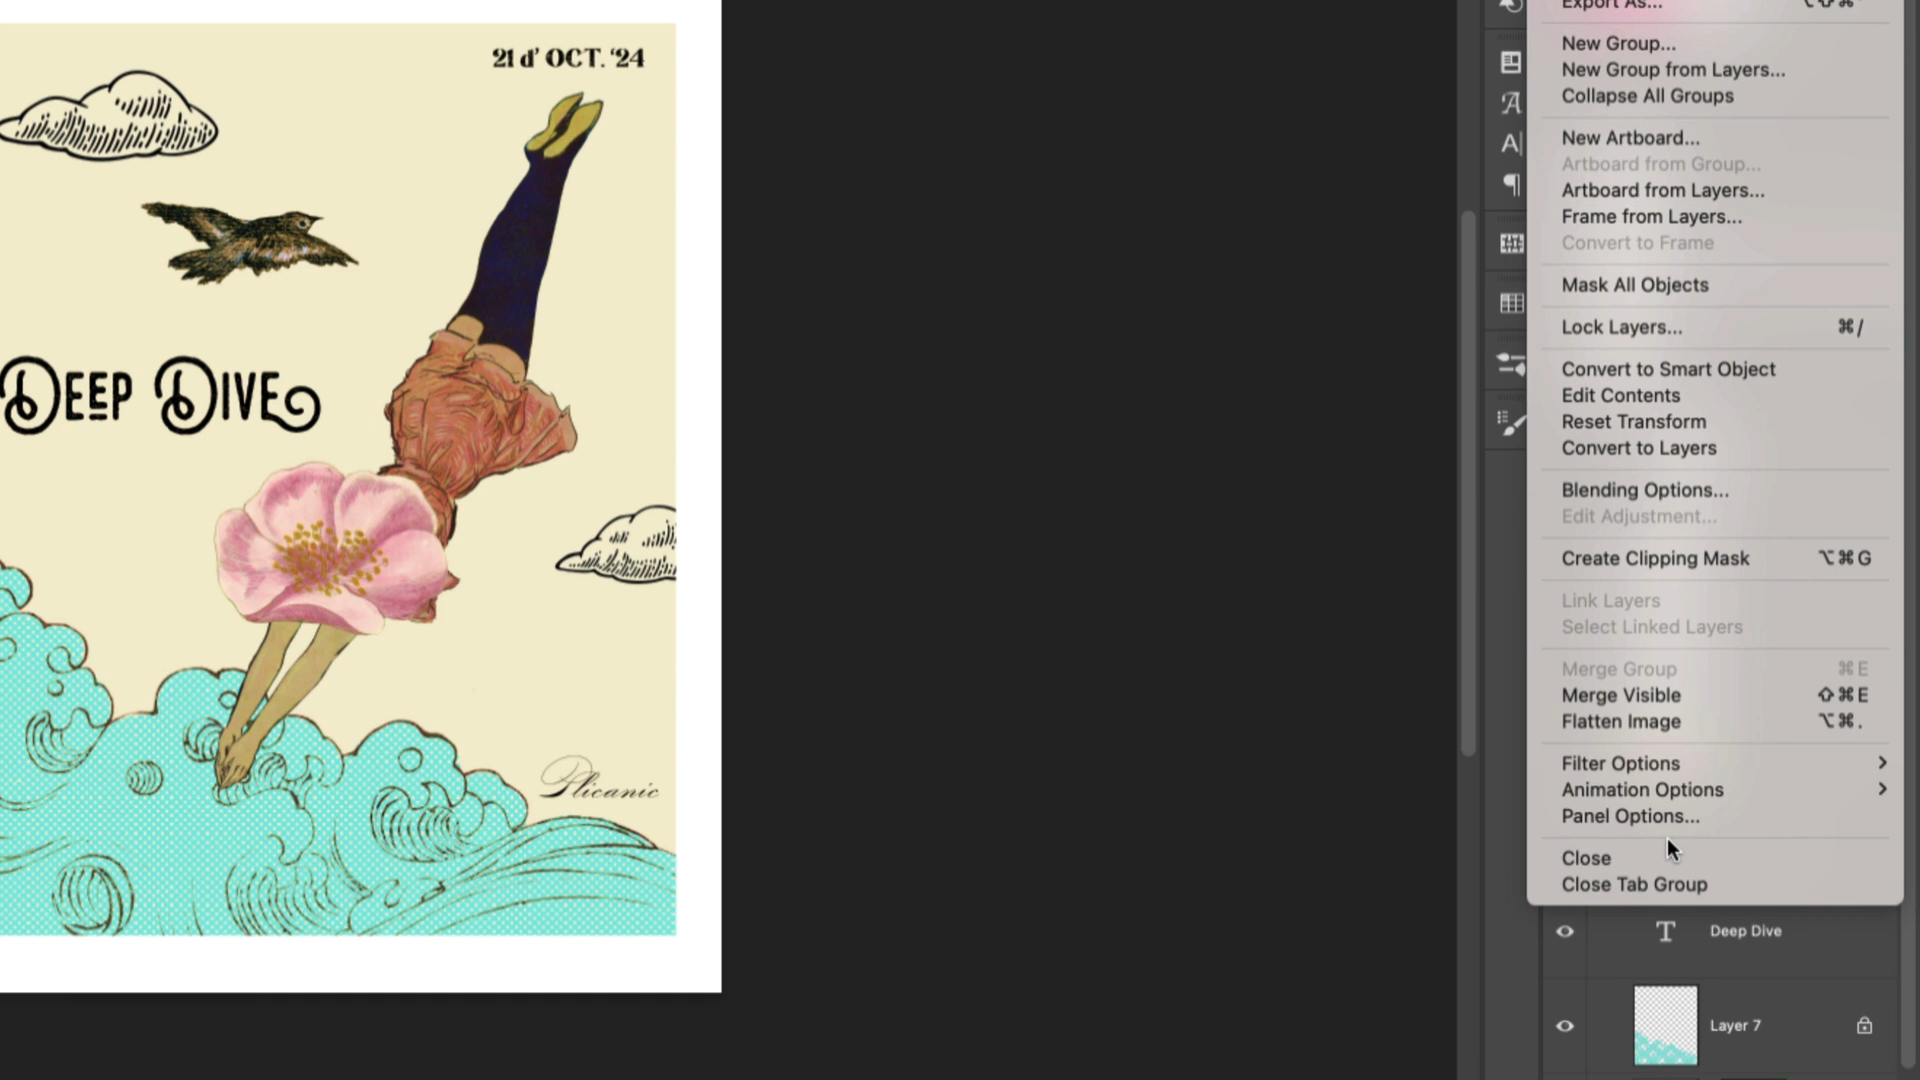 21 d' OCT. '24
DEEP DIVE
Plicanic
Export As...
New Group...
New Group from Layers...
Collapse All Groups
New Artboard...
Artboard from Group...
Artboard from Layers...
Frame from Layers...
Convert to Frame
Mask All Objects
Lock Layers... ⌘/
Convert to Smart Object
Edit Contents
Reset Transform
Convert to Layers
Blending Options...
Edit Adjustment...
Create Clipping Mask ⌥⌘G
Link Layers
Select Linked Layers
Merge Group ⌘E
Merge Visible ⇧⌘E
Flatten Image ⌥⌘.
Filter Options
Animation Options
Panel Options...
Close
Close Tab Group
Deep Dive
Layer 7